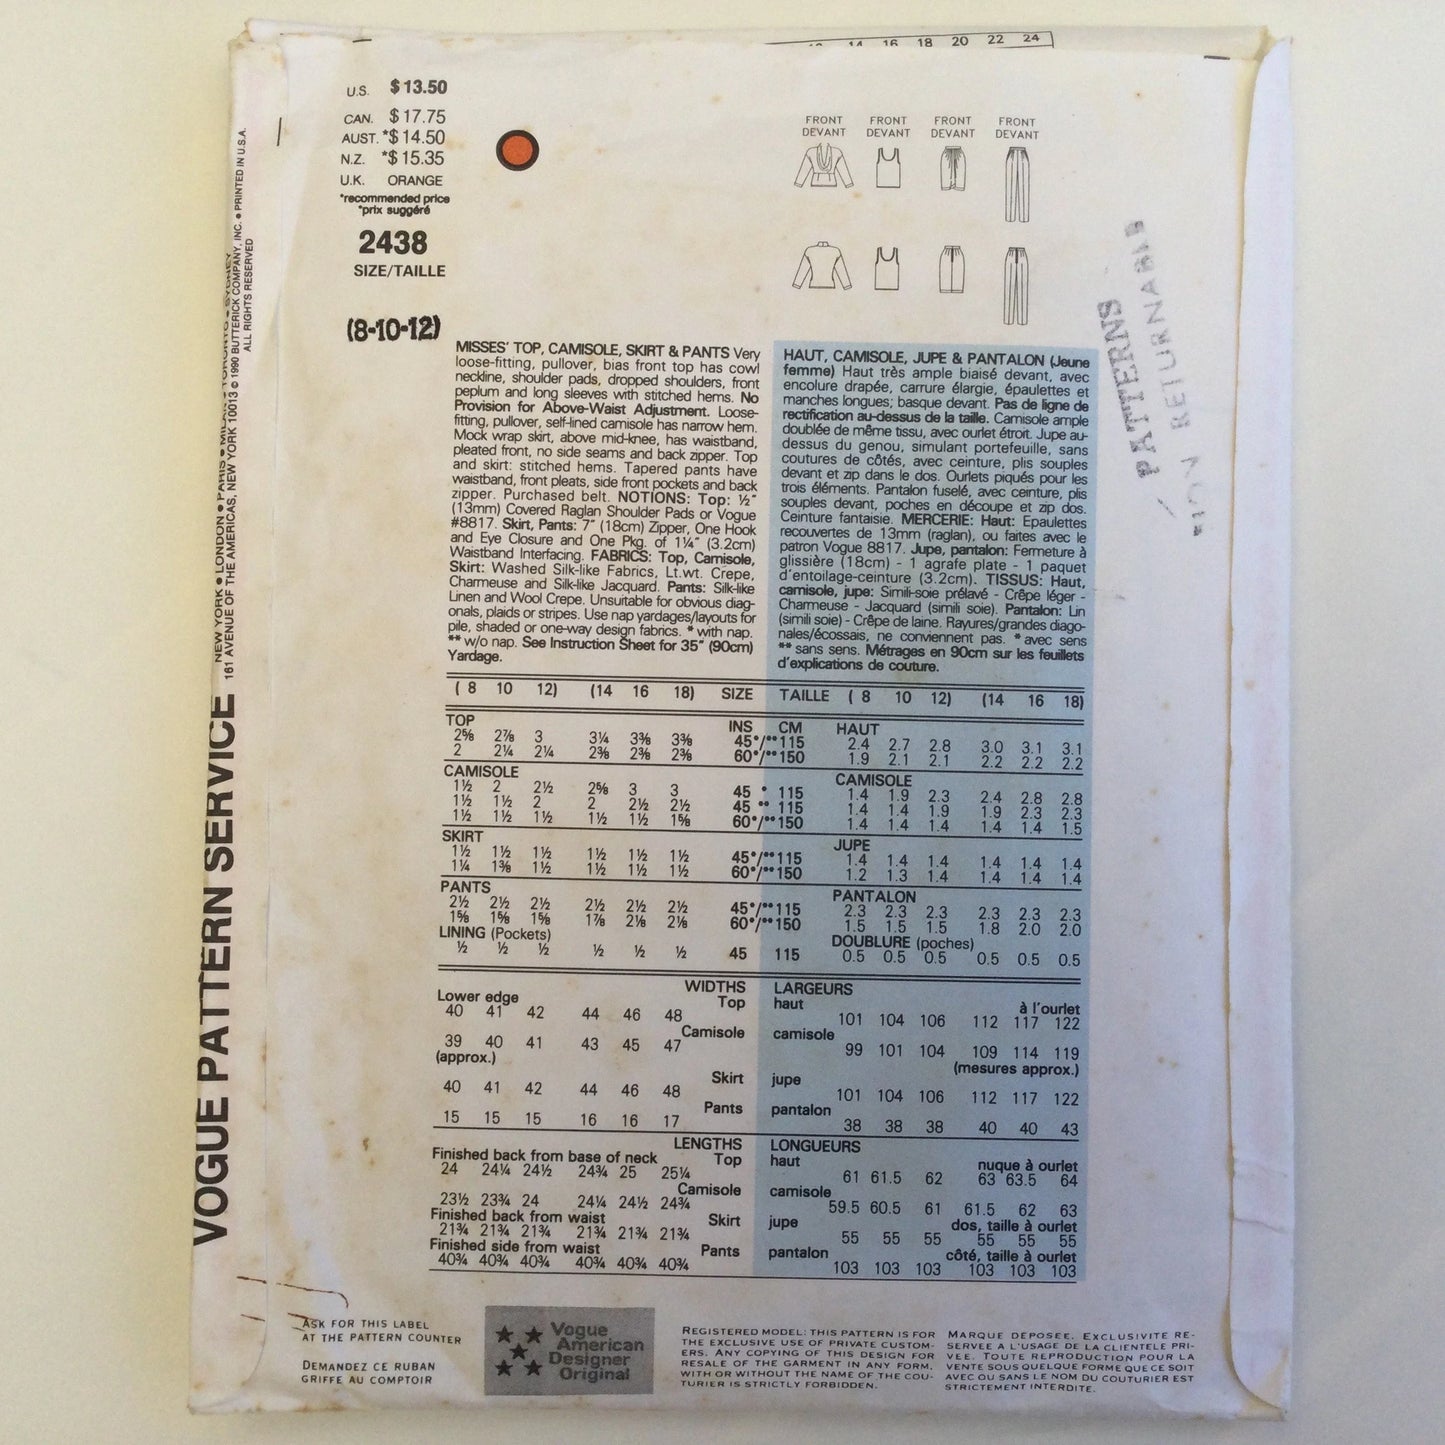 14 16 18 20 22 24
U.S. $ 13.50
CAN. $ 17.75
AUST. *$ 14.50
N.Z. *$ 15.35
U.K. ORANGE
*recommended price
*prix suggéré
2438
SIZE/TAILLE
(8-10-12)
FRONT DEVANT FRONT DEVANT FRONT DEVANT FRONT DEVANT
PATTERNS
NON RETURNABLE
MISSES' TOP, CAMISOLE, SKIRT & PANTS Very
loose-fitting, pullover, bias front top has cowl
neckline, shoulder pads, dropped shoulders, front
peplum and long sleeves with stitched hems. No
Provision for Above-Waist Adjustment. Loose-
fitting, pullover, self-lined camisole has narrow hem.
Mock wrap skirt, above mid-knee, has waistband,
pleated front, no side seams and back zipper. Top
and skirt: stitched hems. Tapered pants have
waistband, front pleats, side front pockets and back
zipper. Purchased belt. NOTIONS: Top: ½"
(13mm) Covered Raglan Shoulder Pads or Vogue
#8817. Skirt, Pants: 7" (18cm) Zipper, One Hook
and Eye Closure and One Pkg. of 1¼" (3.2cm)
Waistband Interfacing. FABRICS: Top, Camisole,
Skirt: Washed Silk-like Fabrics, Lt.wt. Crepe,
Charmeuse and Silk-like Jacquard. Pants: Silk-like
Linen and Wool Crepe. Unsuitable for obvious diag-
onals, plaids or stripes. Use nap yardages/layouts for
pile, shaded or one-way design fabrics. * with nap.
** w/o nap. See Instruction Sheet for 35" (90cm)
Yardage.
HAUT, CAMISOLE, JUPE & PANTALON (Jeune
femme) Haut très ample biaisé devant, avec
encolure drapée, carrure élargie, épaulettes et
manches longues; basque devant. Pas de ligne de
rectification au-dessus de la taille. Camisole ample
doublée de même tissu, avec ourlet étroit. Jupe au-
dessus du genou, simulant portefeuille, sans
coutures de côtés, avec ceinture, plis souples
devant et zip dans le dos. Ourlets piqués pour les
trois éléments. Pantalon fuselé, avec ceinture, plis
souples devant, poches en découpe et zip dos.
Ceinture fantaisie. MERCERIE: Haut: Epaulettes
recouvertes de 13mm (raglan), ou faites avec le
patron Vogue 8817. Jupe, pantalon: Fermeture à
glissière (18cm) - 1 agrafe plate - 1 paquet
d'entoilage-ceinture (3.2cm). TISSUS: Haut,
camisole, jupe: Simili-soie prélavé - Crêpe léger -
Charmeuse - Jacquard (simili soie). Pantalon: Lin
(simili soie) - Crêpe de laine. Rayures/grandes diago-
nales/écossais, ne conviennent pas. * avec sens
** sans sens. Métrages en 90cm sur les feuillets
d'explications de couture.
( 8 10 12) (14 16 18) SIZE TAILLE ( 8 10 12) (14 16 18)
TOP INS CM HAUT
2⅝ 2⅞ 3 3¼ 3⅜ 3⅜ 45*/**115 2.4 2.7 2.8 3.0 3.1 3.1
2 2¼ 2¼ 2⅜ 2⅜ 2⅜ 60*/**150 1.9 2.1 2.1 2.2 2.2 2.2
CAMISOLE CAMISOLE
1½ 2 2½ 2⅝ 3 3 45 * 115 1.4 1.9 2.3 2.4 2.8 2.8
1½ 1½ 2 2 2½ 2½ 45 ** 115 1.4 1.4 1.9 1.9 2.3 2.3
1½ 1½ 1½ 1½ 1½ 1⅝ 60*/**150 1.4 1.4 1.4 1.4 1.4 1.5
SKIRT JUPE
1½ 1½ 1½ 1½ 1½ 1½ 45*/**115 1.4 1.4 1.4 1.4 1.4 1.4
1¼ 1⅜ 1½ 1½ 1½ 1½ 60*/**150 1.2 1.3 1.4 1.4 1.4 1.4
PANTS PANTALON
2½ 2½ 2½ 2½ 2½ 2½ 45*/**115 2.3 2.3 2.3 2.3 2.3 2.3
1⅝ 1⅝ 1⅝ 1⅞ 2⅛ 2⅛ 60*/**150 1.5 1.5 1.5 1.8 2.0 2.0
LINING (Pockets) DOUBLURE (poches)
½ ½ ½ ½ ½ ½ 45 115 0.5 0.5 0.5 0.5 0.5 0.5
WIDTHS LARGEURS
Lower edge Top haut à l'ourlet
40 41 42 44 46 48 101 104 106 112 117 122
Camisole camisole
39 40 41 43 45 47 99 101 104 109 114 119
(approx.) (mesures approx.)
Skirt jupe
40 41 42 44 46 48 101 104 106 112 117 122
Pants pantalon
15 15 15 16 16 17 38 38 38 40 40 43
LENGTHS LONGUEURS
Finished back from base of neck Top haut nuque à ourlet
24 24¼ 24½ 24¾ 25 25¼ 61 61.5 62 63 63.5 64
Camisole camisole
23½ 23¾ 24 24¼ 24½ 24¾ 59.5 60.5 61 61.5 62 63
Finished back from waist Skirt jupe dos, taille à ourlet
21¾ 21¾ 21¾ 21¾ 21¾ 21¾ 55 55 55 55 55 55
Finished side from waist Pants pantalon côté, taille à ourlet
40¾ 40¾ 40¾ 40¾ 40¾ 40¾ 103 103 103 103 103 103
ASK FOR THIS LABEL
AT THE PATTERN COUNTER
DEMANDEZ CE RUBAN
GRIFFE AU COMPTOIR
Vogue
American
Designer
Original
REGISTERED MODEL: THIS PATTERN IS FOR
THE EXCLUSIVE USE OF PRIVATE CUSTOM-
ERS. ANY COPYING OF THIS DESIGN FOR
RESALE OF THE GARMENT IN ANY FORM,
WITH OR WITHOUT THE NAME OF THE COU-
TURIER IS STRICTLY FORBIDDEN.
MARQUE DEPOSEE. EXCLUSIVITE RE-
SERVEE A L'USAGE DE LA CLIENTELE PRI-
VEE. TOUTE REPRODUCTION POUR LA
VENTE SOUS QUELQUE FORME QUE CE SOIT
AVEC OU SANS LE NOM DU COUTURIER EST
STRICTEMENT INTERDITE.
VOGUE PATTERN SERVICE
NEW YORK • LONDON • PARIS • MILAN • TORONTO • SYDNEY
161 AVENUE OF THE AMERICAS, NEW YORK 10013 © 1990 BUTTERICK COMPANY, INC. • PRINTED IN U.S.A.
ALL RIGHTS RESERVED